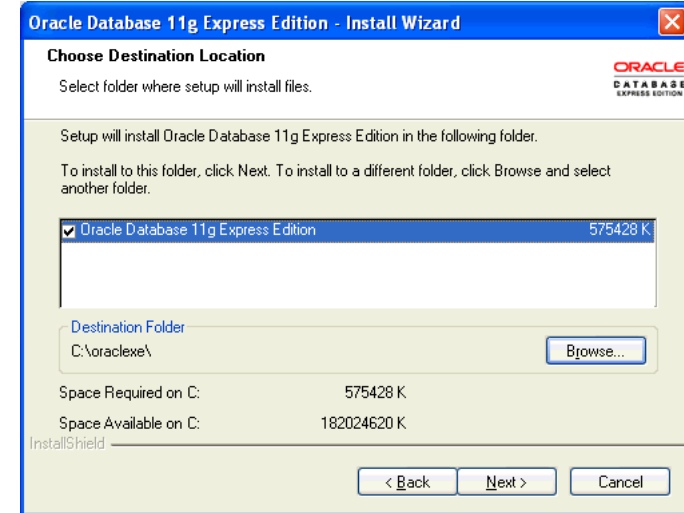 Oracle Database 11g Express Edition - Install Wizard
Choose Destination Location
Select folder where setup will install files.
ORACLE
DATABASE
EXPRESS EDITION
Setup will install Oracle Database 11g Express Edition in the following folder.
To install to this folder, click Next. To install to a different folder, click Browse and select
another folder.
Oracle Database 11g Express Edition 575428 K
Destination Folder
C:\oraclexe\
Browse...
Space Required on C: 575428 K
Space Available on C: 182024620 K
InstallShield
< Back Next > Cancel